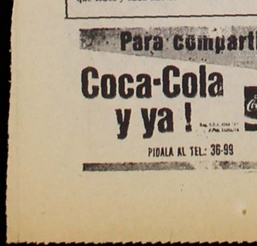 Para comparti
Coca-Cola
y ya!
PIDALA AL TEL.: 36-99